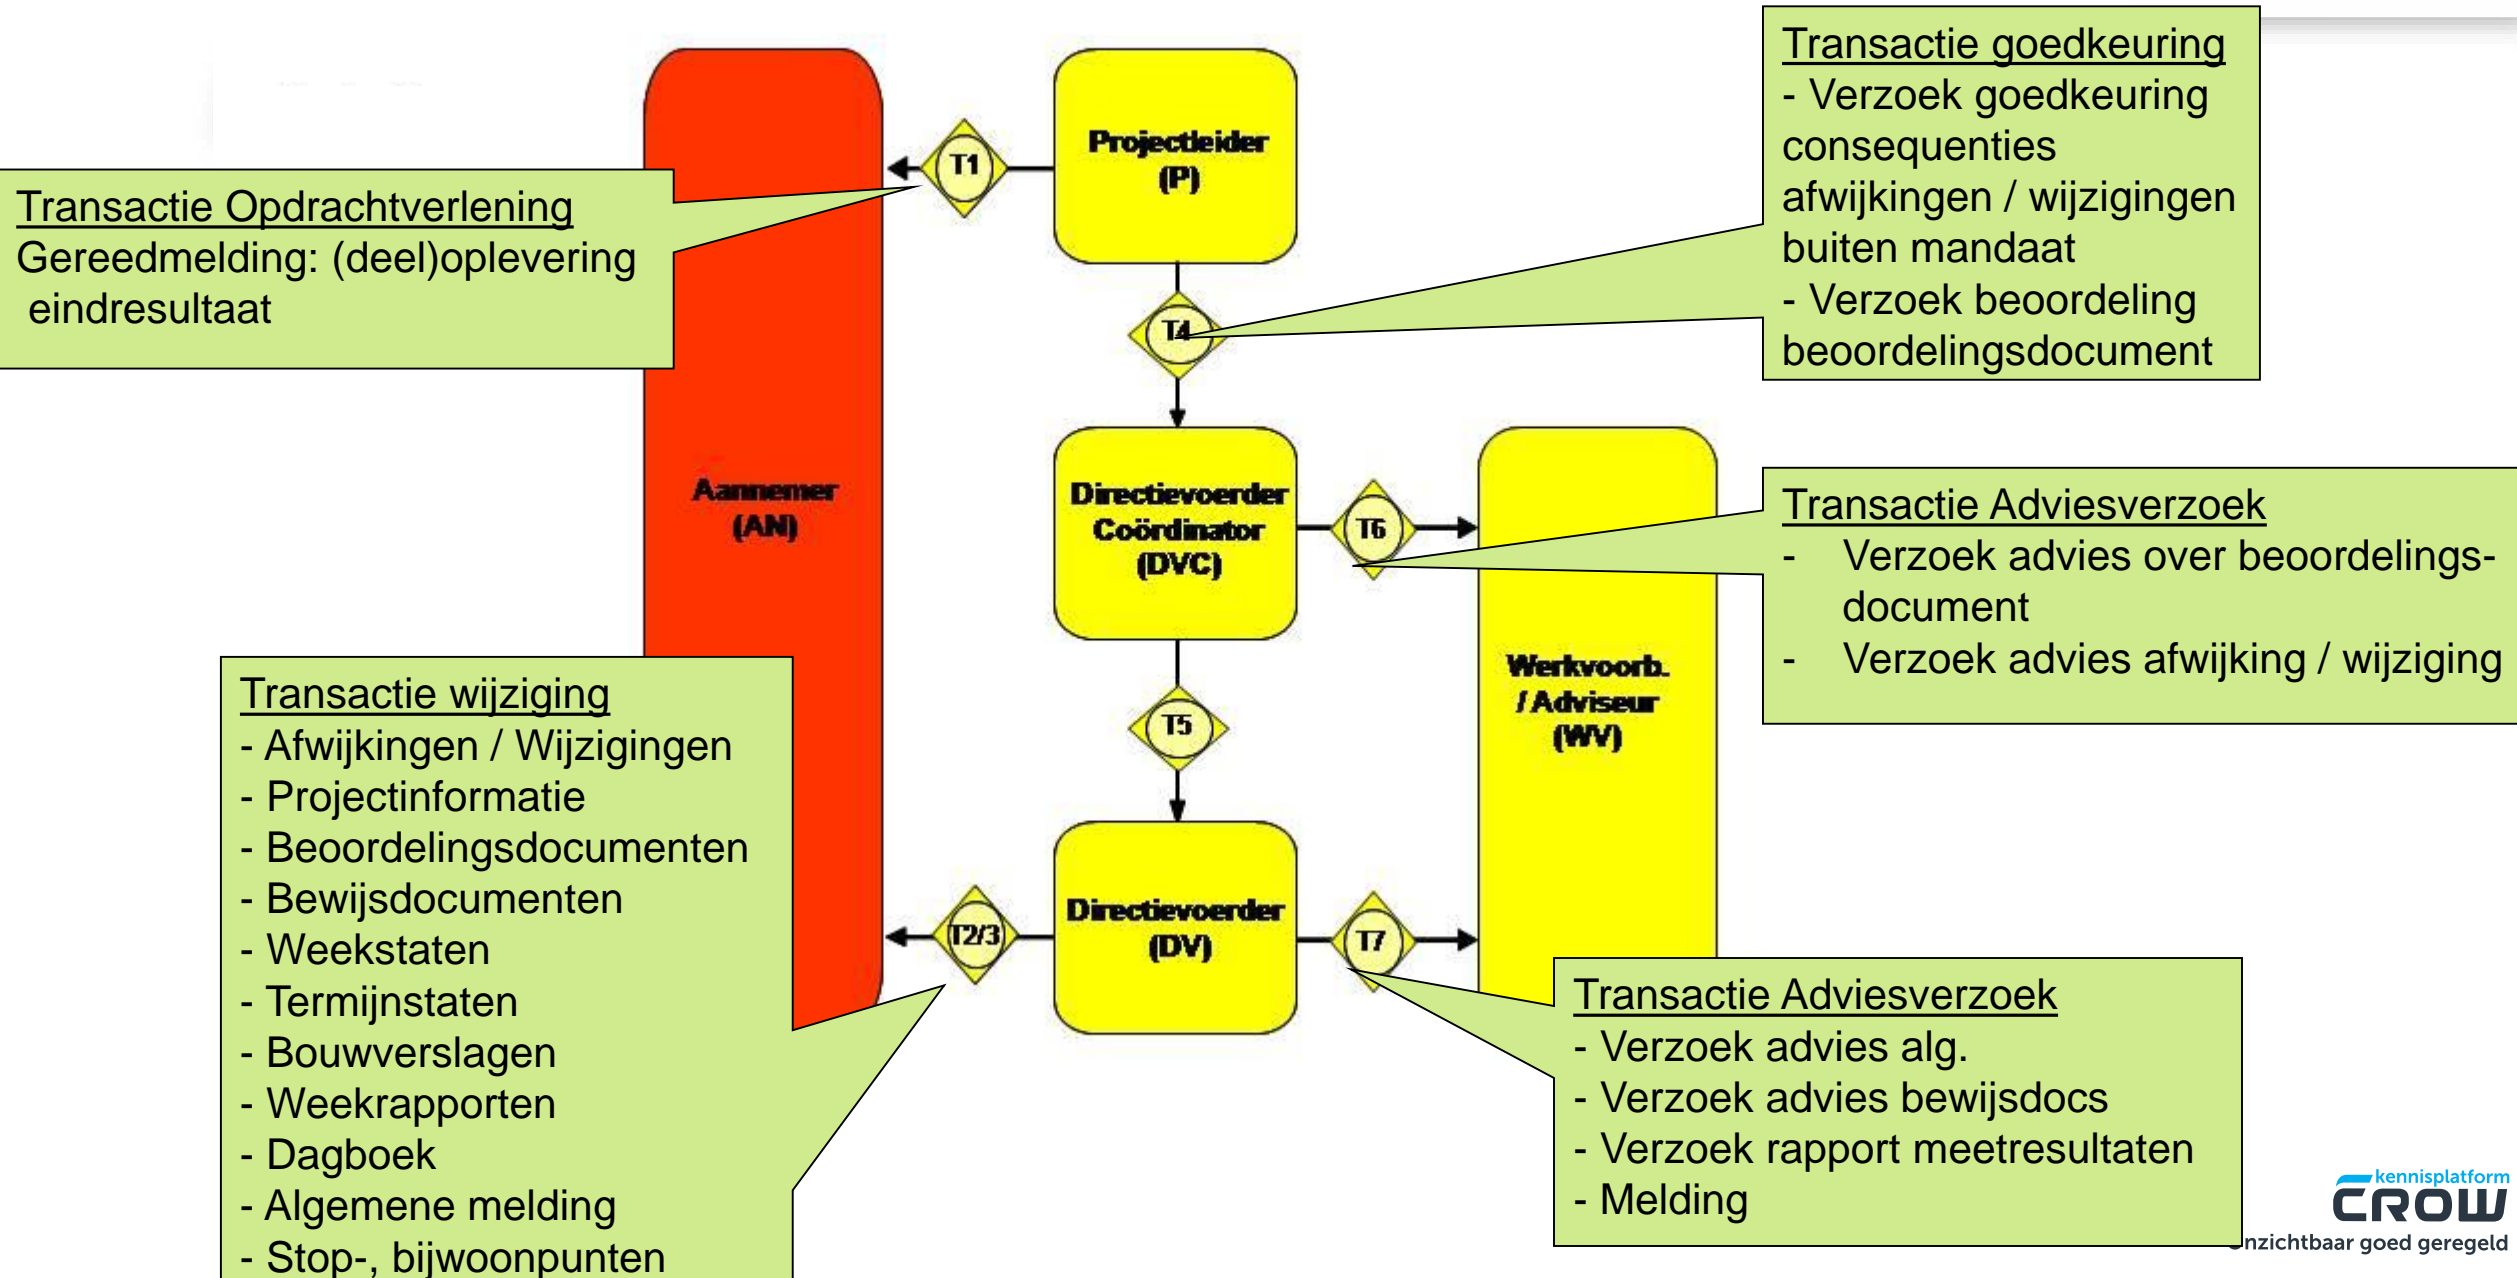 Transactie goedkeuring
- Verzoek goedkeuring
consequenties
afwijkingen / wijzigingen
buiten mandaat
- Verzoek beoordeling
beoordelingsdocument
Projectleider
(P)
T1
Transactie Opdrachtverlening
Gereedmelding: (deel)oplevering
eindresultaat
T4
Aannemer
(AN)
Directievoerder
Coördinator
(DVC)
T6
Transactie Adviesverzoek
- Verzoek advies over beoordelings-
document
- Verzoek advies afwijking / wijziging
Werkvoorb.
/ Adviseur
(WV)
T5
Transactie wijziging
- Afwijkingen / Wijzigingen
- Projectinformatie
- Beoordelingsdocumenten
- Bewijsdocumenten
- Weekstaten
- Termijnstaten
- Bouwverslagen
- Weekrapporten
- Dagboek
- Algemene melding
- Stop-, bijwoonpunten
T2/3
Directievoerder
(DV)
T7
Transactie Adviesverzoek
- Verzoek advies alg.
- Verzoek advies bewijsdocs
- Verzoek rapport meetresultaten
- Melding
kennisplatform
CROW
nzichtbaar goed geregeld